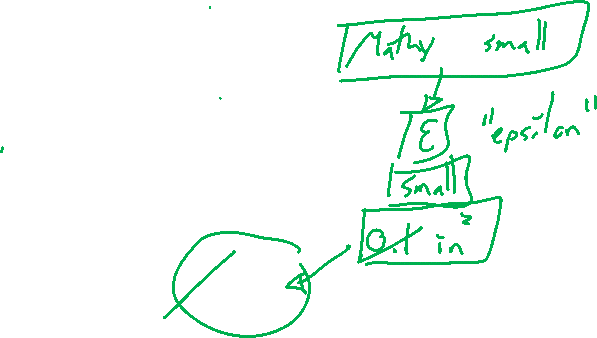 Mathy small
ε "epsilon"
small
0.1 in²